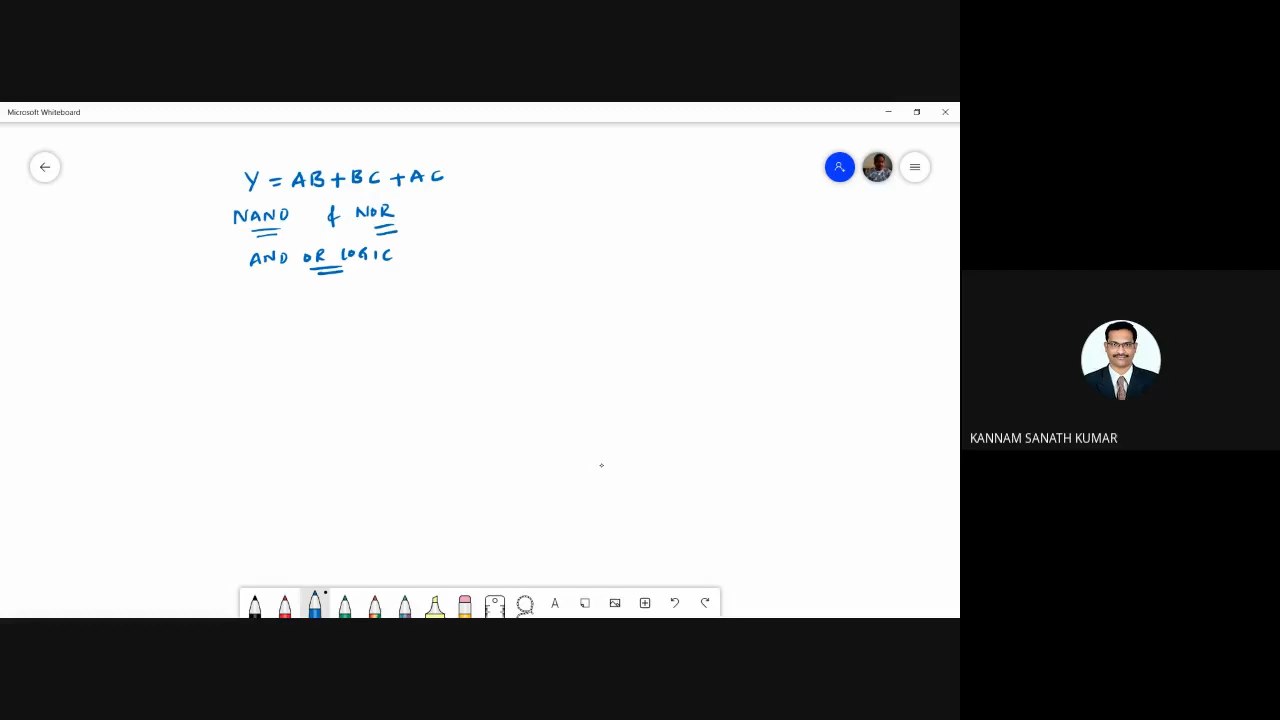 Microsoft Whiteboard
Y = AB + BC + AC
NAND & NOR
AND OR LOGIC
KANNAM SANATH KUMAR
A